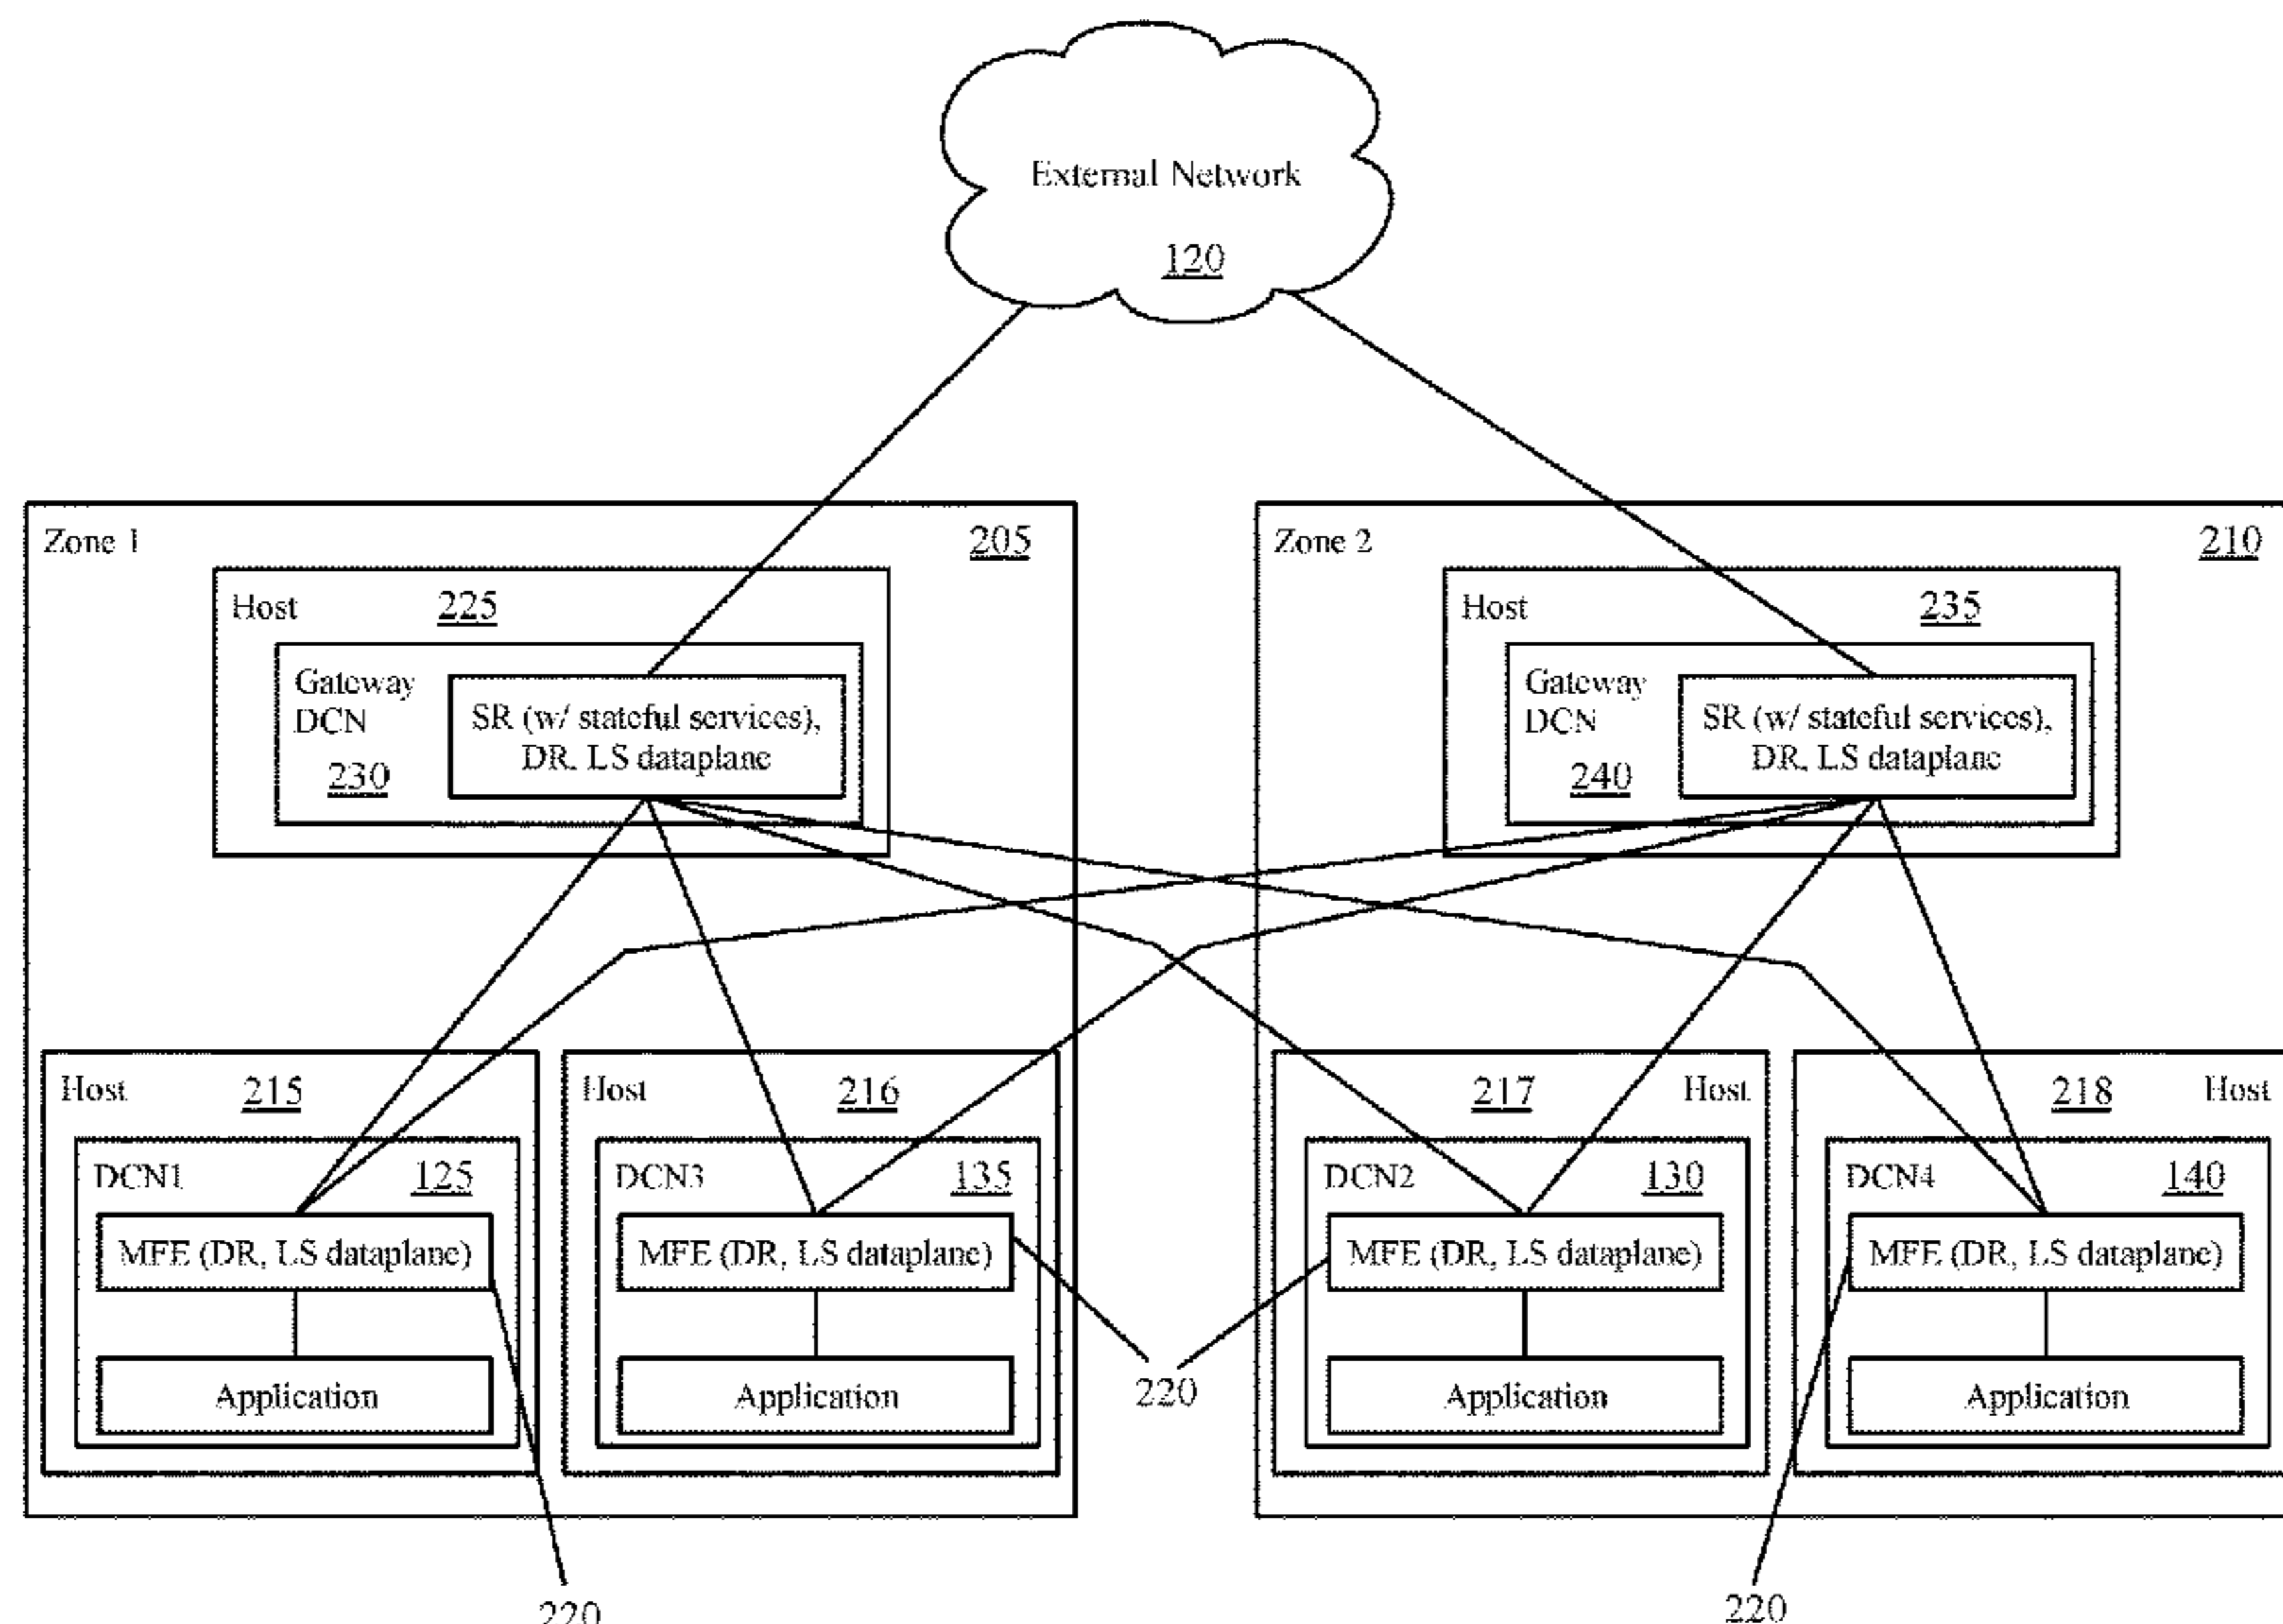 External Network
120
Zone 1
205
Host
225
Gateway
DCN
230
SR (w/ stateful services),
DR, LS dataplane
Zone 2
210
Host
235
Gateway
DCN
240
SR (w/ stateful services),
DR, LS dataplane
Host
215
DCN1
125
MFE (DR, LS dataplane)
Application
Host
216
DCN3
135
MFE (DR, LS dataplane)
Application
217
Host
DCN2
130
MFE (DR, LS dataplane)
Application
218
Host
DCN4
140
MFE (DR, LS dataplane)
Application
220
220
220